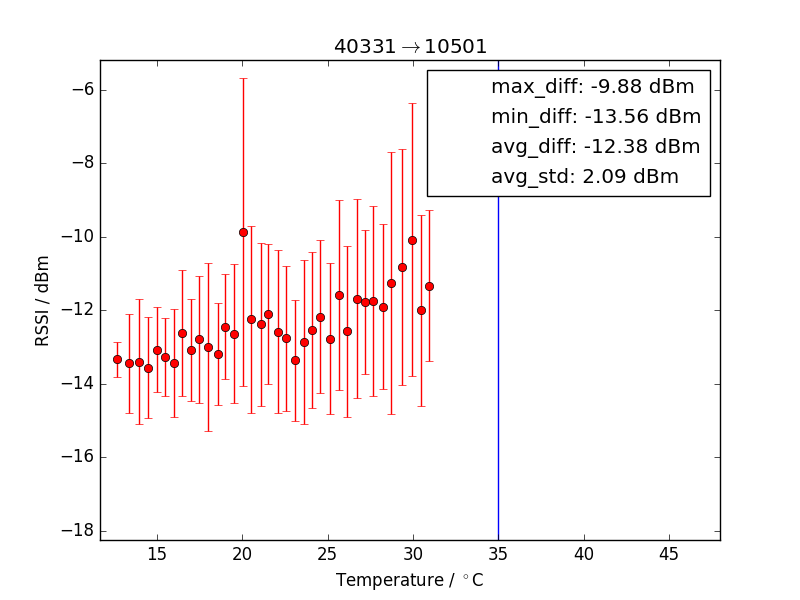 40331→10501
max_diff: -9.88 dBm
min_diff: -13.56 dBm
avg_diff: -12.38 dBm
avg_std: 2.09 dBm
RSSI / dBm
−6
−8
−10
−12
−14
−16
−18
15 20 25 30 35 40 45
Temperature / °C